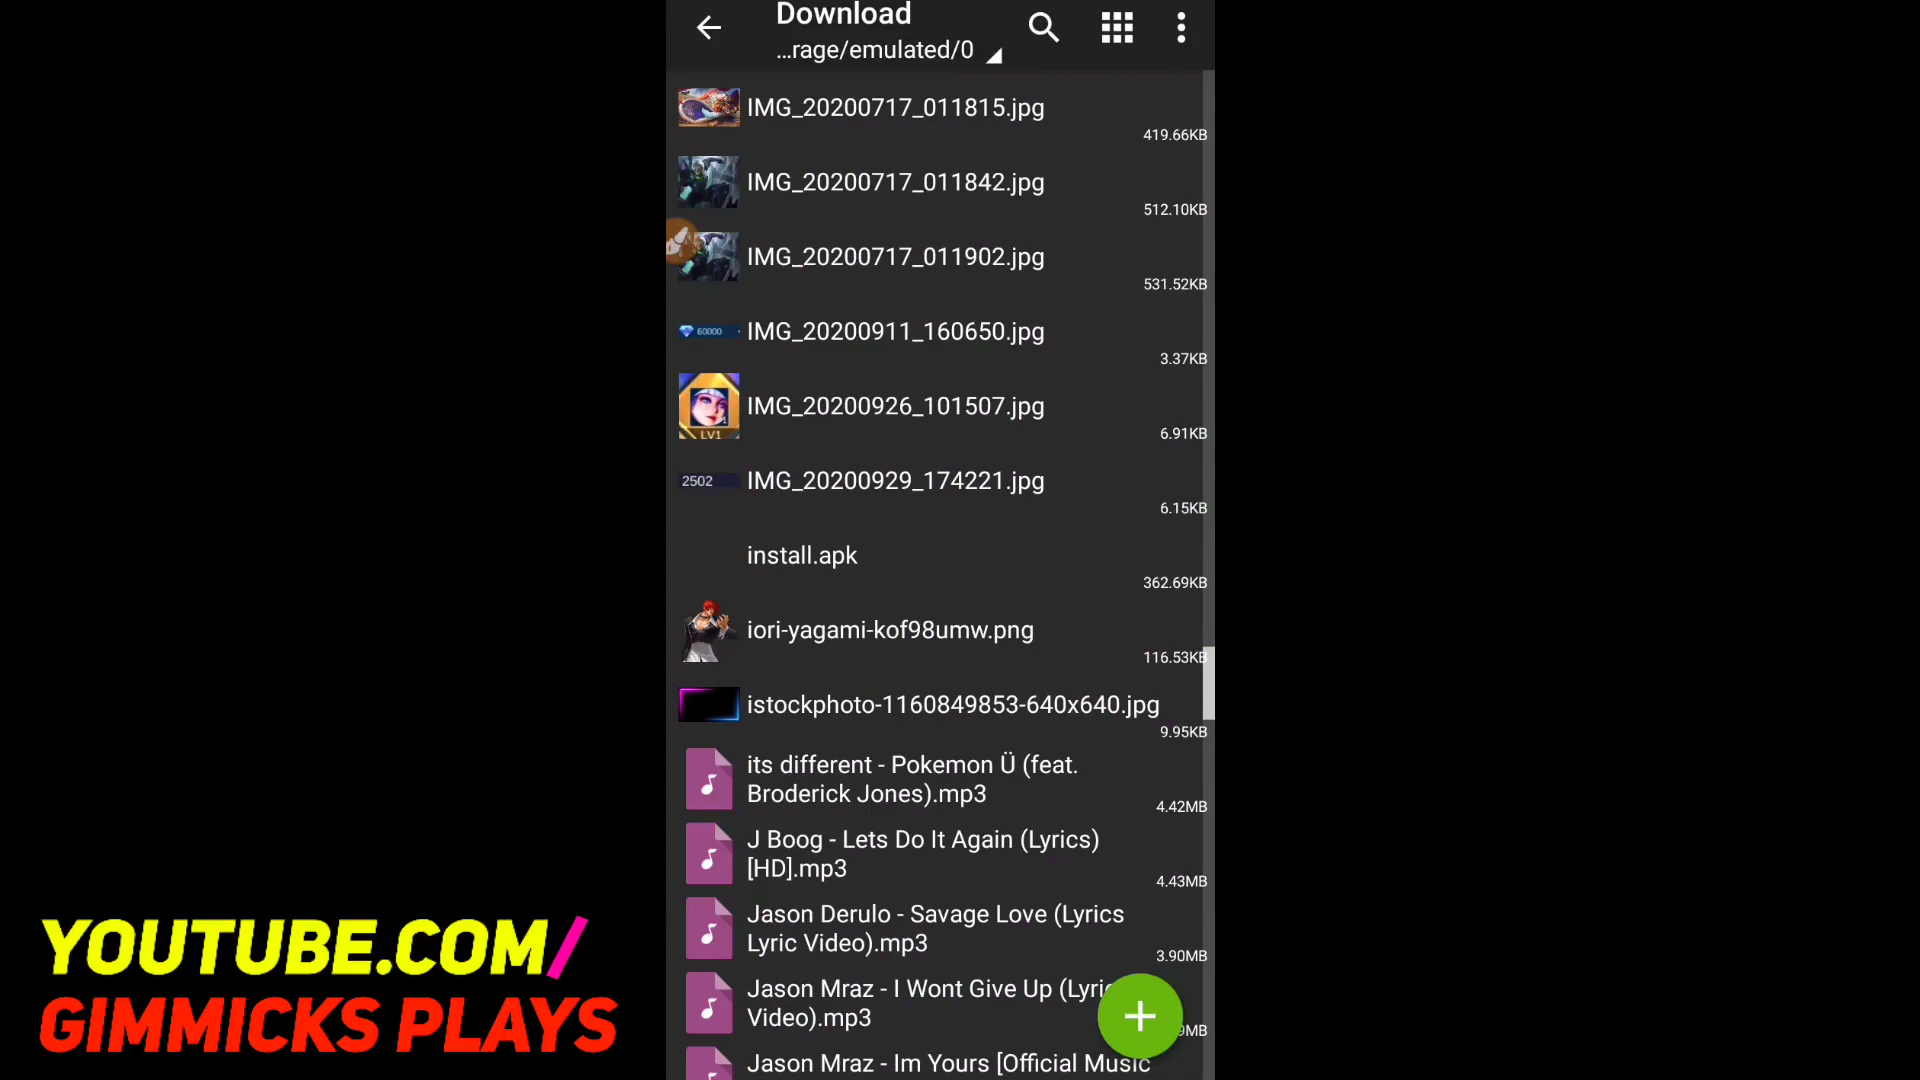 Download
...rage/emulated/0
IMG_20200717_011815.jpg
419.66KB
IMG_20200717_011842.jpg
512.10KB
IMG_20200717_011902.jpg
531.52KB
60000
IMG_20200911_160650.jpg
3.37KB
LV1
IMG_20200926_101507.jpg
6.91KB
2502
IMG_20200929_174221.jpg
6.15KB
install.apk
362.69KB
iori-yagami-kof98umw.png
116.53KB
istockphoto-1160849853-640x640.jpg
9.95KB
its different - Pokemon Ü (feat.
Broderick Jones).mp3
4.42MB
J Boog - Lets Do It Again (Lyrics)
[HD].mp3
4.43MB
Jason Derulo - Savage Love (Lyrics
Lyric Video).mp3
3.90MB
Jason Mraz - I Wont Give Up
Video).mp3
9MB
Jason Mraz - Im Yours [Official Music
YOUTUBE.COM/
GIMMICKS PLAYS